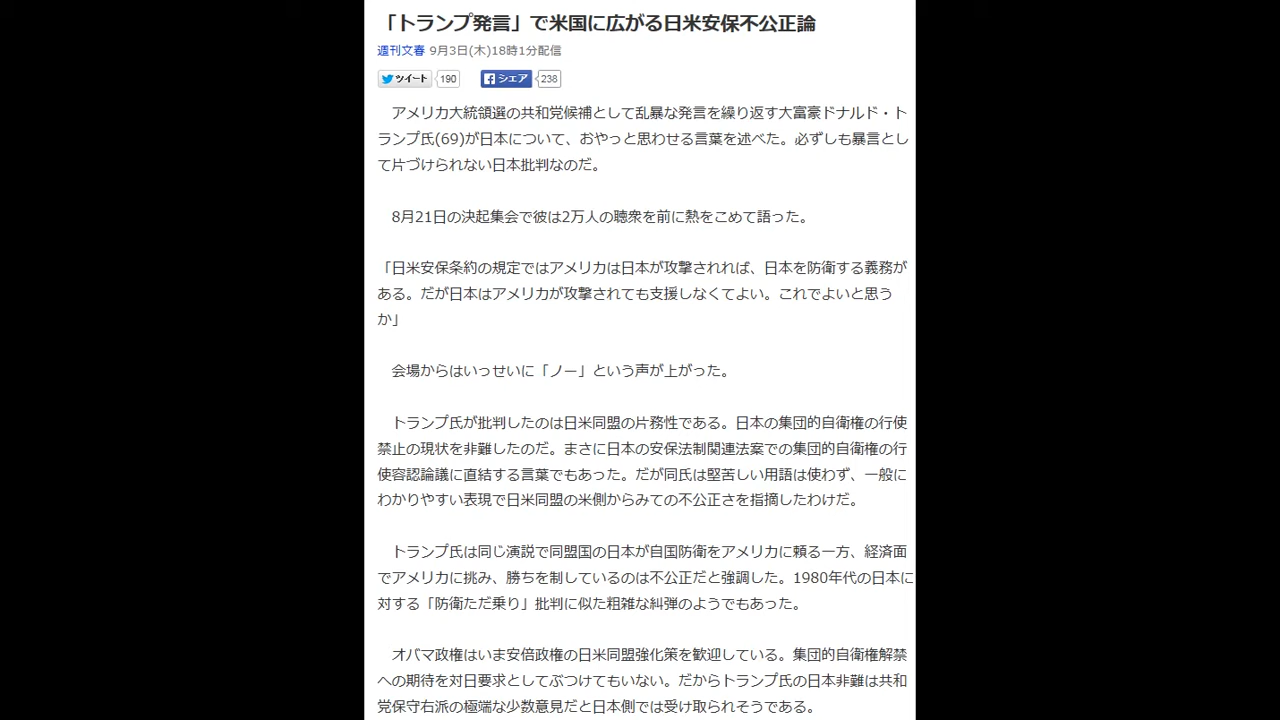 「トランプ発言」で米国に広がる日米安保不公正論
週刊文春 9月3日(木)18時1分配信
ツイート 190 シェア 238
アメリカ大統領選の共和党候補として乱暴な発言を繰り返す大富豪ドナルド・ト
ランプ氏(69)が日本について、おやっと思わせる言葉を述べた。必ずしも暴言とし
て片づけられない日本批判なのだ。
8月21日の決起集会で彼は2万人の聴衆を前に熱をこめて語った。
「日米安保条約の規定ではアメリカは日本が攻撃されれば、日本を防衛する義務が
ある。だが日本はアメリカが攻撃されても支援しなくてよい。これでよいと思う
か」
会場からはいっせいに「ノー」という声が上がった。
トランプ氏が批判したのは日米同盟の片務性である。日本の集団的自衛権の行使
禁止の現状を非難したのだ。まさに日本の安保法制関連法案での集団的自衛権の行
使容認論議に直結する言葉でもあった。だが同氏は堅苦しい用語は使わず、一般に
わかりやすい表現で日米同盟の米側からみての不公正さを指摘したわけだ。
トランプ氏は同じ演説で同盟国の日本が自国防衛をアメリカに頼る一方、経済面
でアメリカに挑み、勝ちを制しているのは不公正だと強調した。1980年代の日本に
対する「防衛ただ乗り」批判に似た粗雑な糾弾のようでもあった。
オバマ政権はいま安倍政権の日米同盟強化策を歓迎している。集団的自衛権解禁
への期待を対日要求としてぶつけてもいない。だからトランプ氏の日本非難は共和
党保守右派の極端な少数意見だと日本側では受け取られそうである。